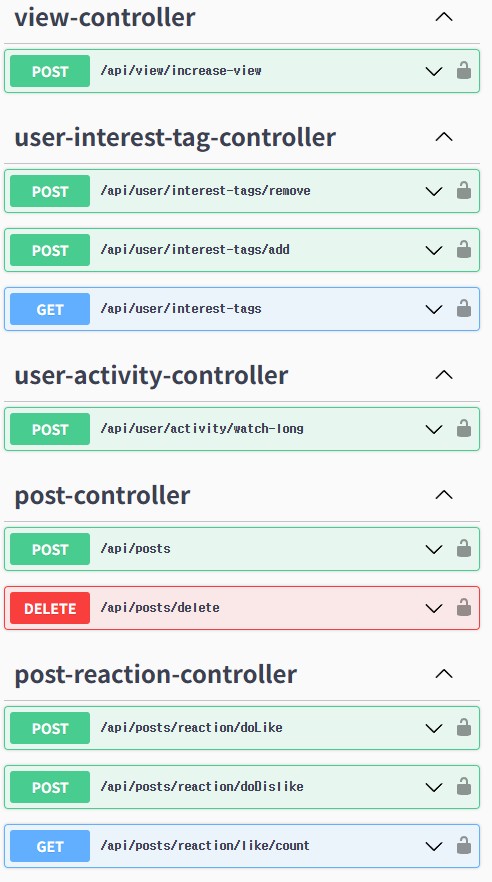 view-controller
POST /api/view/increase-view
user-interest-tag-controller
POST /api/user/interest-tags/remove
POST /api/user/interest-tags/add
GET /api/user/interest-tags
user-activity-controller
POST /api/user/activity/watch-long
post-controller
POST /api/posts
DELETE /api/posts/delete
post-reaction-controller
POST /api/posts/reaction/doLike
POST /api/posts/reaction/doDislike
GET /api/posts/reaction/like/count